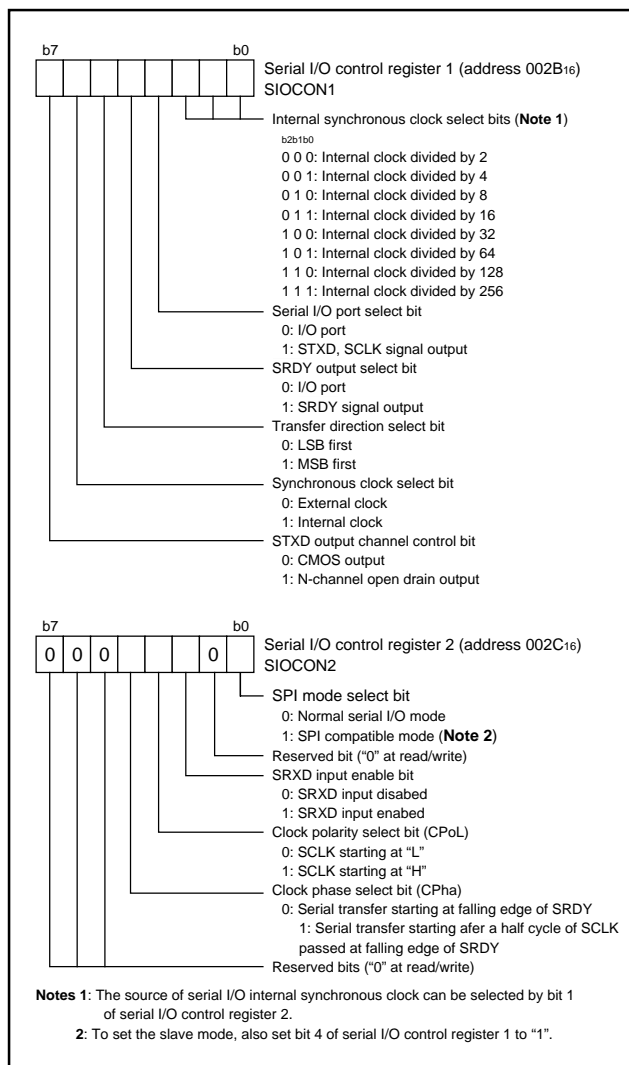 b7 b0
Serial I/O control register 1 (address 002B16)
SIOCON1
Internal synchronous clock select bits (Note 1)
b2b1b0
0 0 0: Internal clock divided by 2
0 0 1: Internal clock divided by 4
0 1 0: Internal clock divided by 8
0 1 1: Internal clock divided by 16
1 0 0: Internal clock divided by 32
1 0 1: Internal clock divided by 64
1 1 0: Internal clock divided by 128
1 1 1: Internal clock divided by 256
Serial I/O port select bit
0: I/O port
1: STXD, SCLK signal output
SRDY output select bit
0: I/O port
1: SRDY signal output
Transfer direction select bit
0: LSB first
1: MSB first
Synchronous clock select bit
0: External clock
1: Internal clock
STXD output channel control bit
0: CMOS output
1: N-channel open drain output
b7 b0
0 0 0 0
Serial I/O control register 2 (address 002C16)
SIOCON2
SPI mode select bit
0: Normal serial I/O mode
1: SPI compatible mode (Note 2)
Reserved bit (“0” at read/write)
SRXD input enable bit
0: SRXD input disabed
1: SRXD input enabed
Clock polarity select bit (CPoL)
0: SCLK starting at “L”
1: SCLK starting at “H”
Clock phase select bit (CPha)
0: Serial transfer starting at falling edge of SRDY
1: Serial transfer starting afer a half cycle of SCLK
passed at falling edge of SRDY
Reserved bits (“0” at read/write)
Notes 1: The source of serial I/O internal synchronous clock can be selected by bit 1
of serial I/O control register 2.
2: To set the slave mode, also set bit 4 of serial I/O control register 1 to “1”.